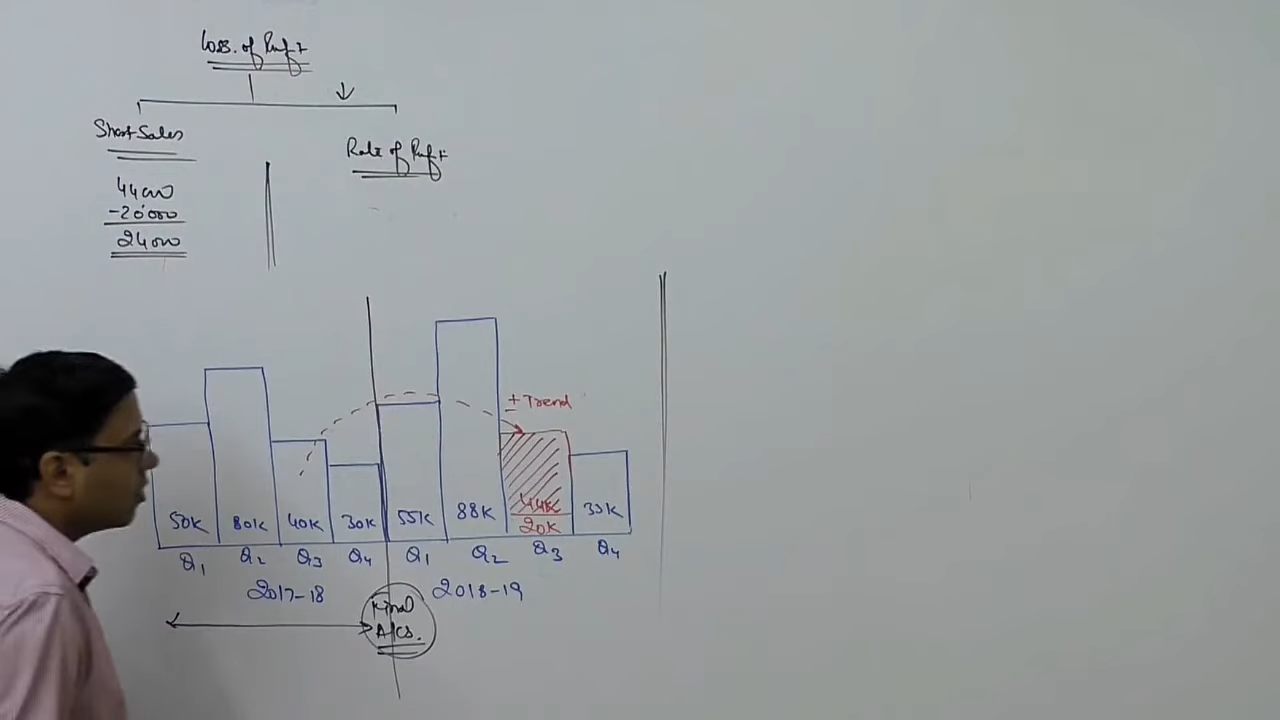 Loss of Profit
Short Sales
Rate of Profit
44000
-20000
24000
± Trend
50K 80K 40K 30K 55K 88K 44K 33K
20K
Q1 Q2 Q3 Q4 Q1 Q2 Q3 Q4
2017-18 2018-19
Final
A/cs.